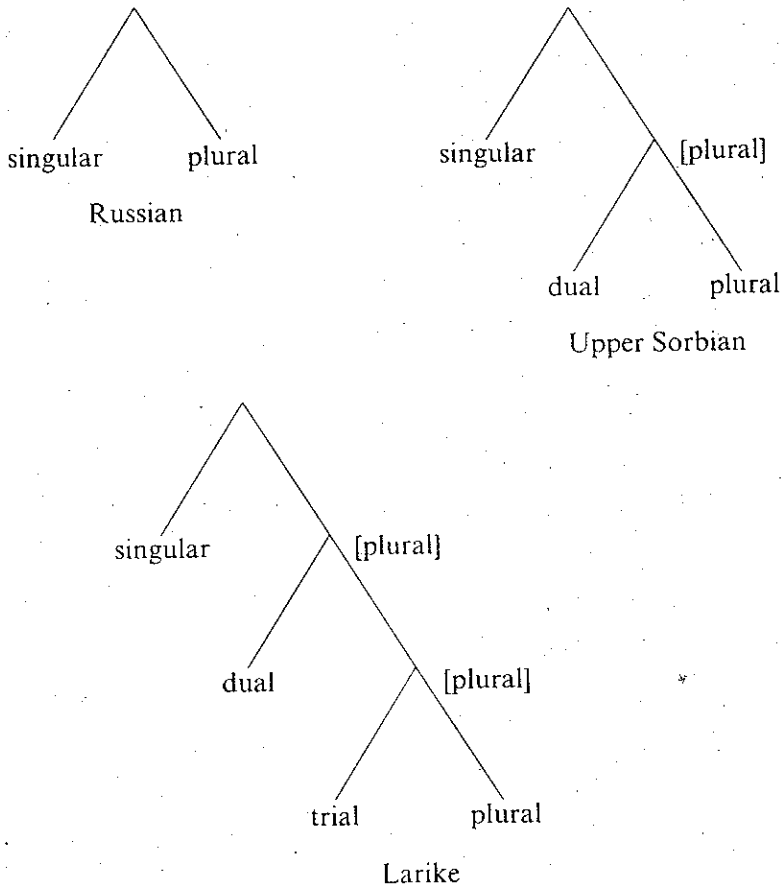 singular plural
Russian
singular [plural]
dual plural
Upper Sorbian
singular [plural]
dual [plural]
trial plural
Larike